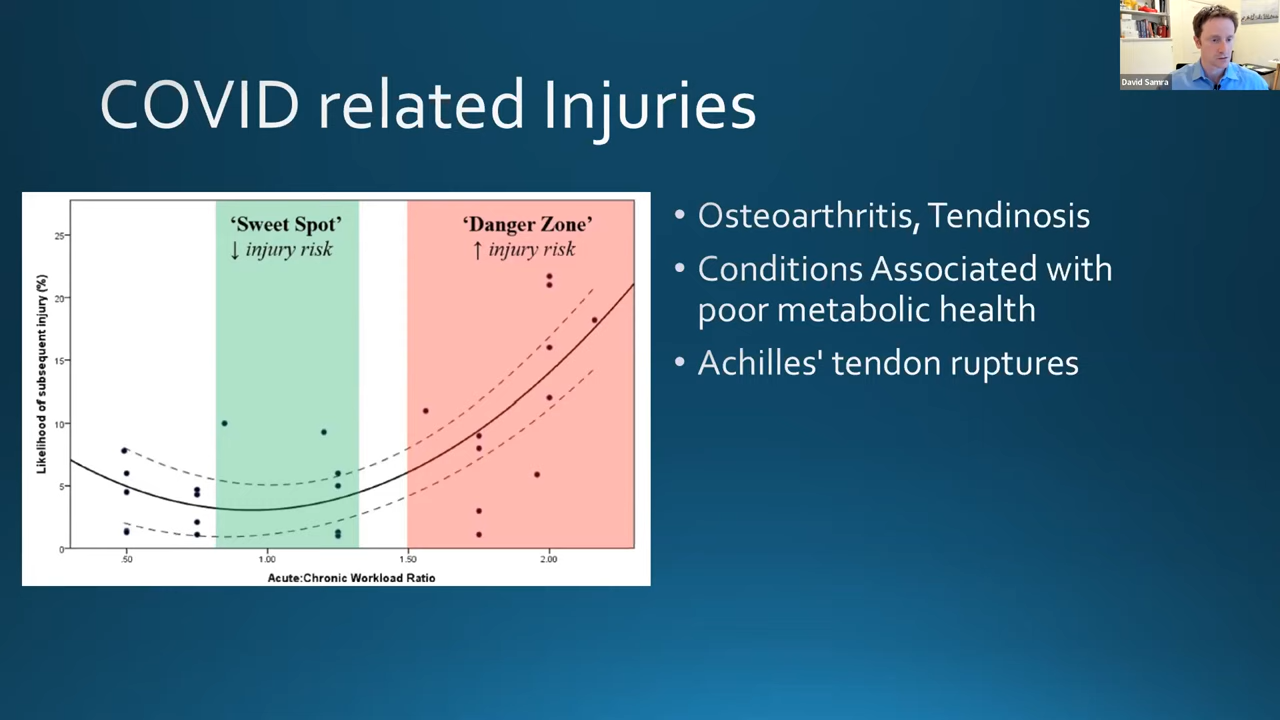 COVID related Injuries
David Samra
'Sweet Spot'
↓ injury risk
'Danger Zone'
↑ injury risk
Likelihood of subsequent injury (%)
25
20
15
10
5
0
.50
1.00
1.50
2.00
Acute:Chronic Workload Ratio
• Osteoarthritis, Tendinosis
• Conditions Associated with
poor metabolic health
• Achilles' tendon ruptures